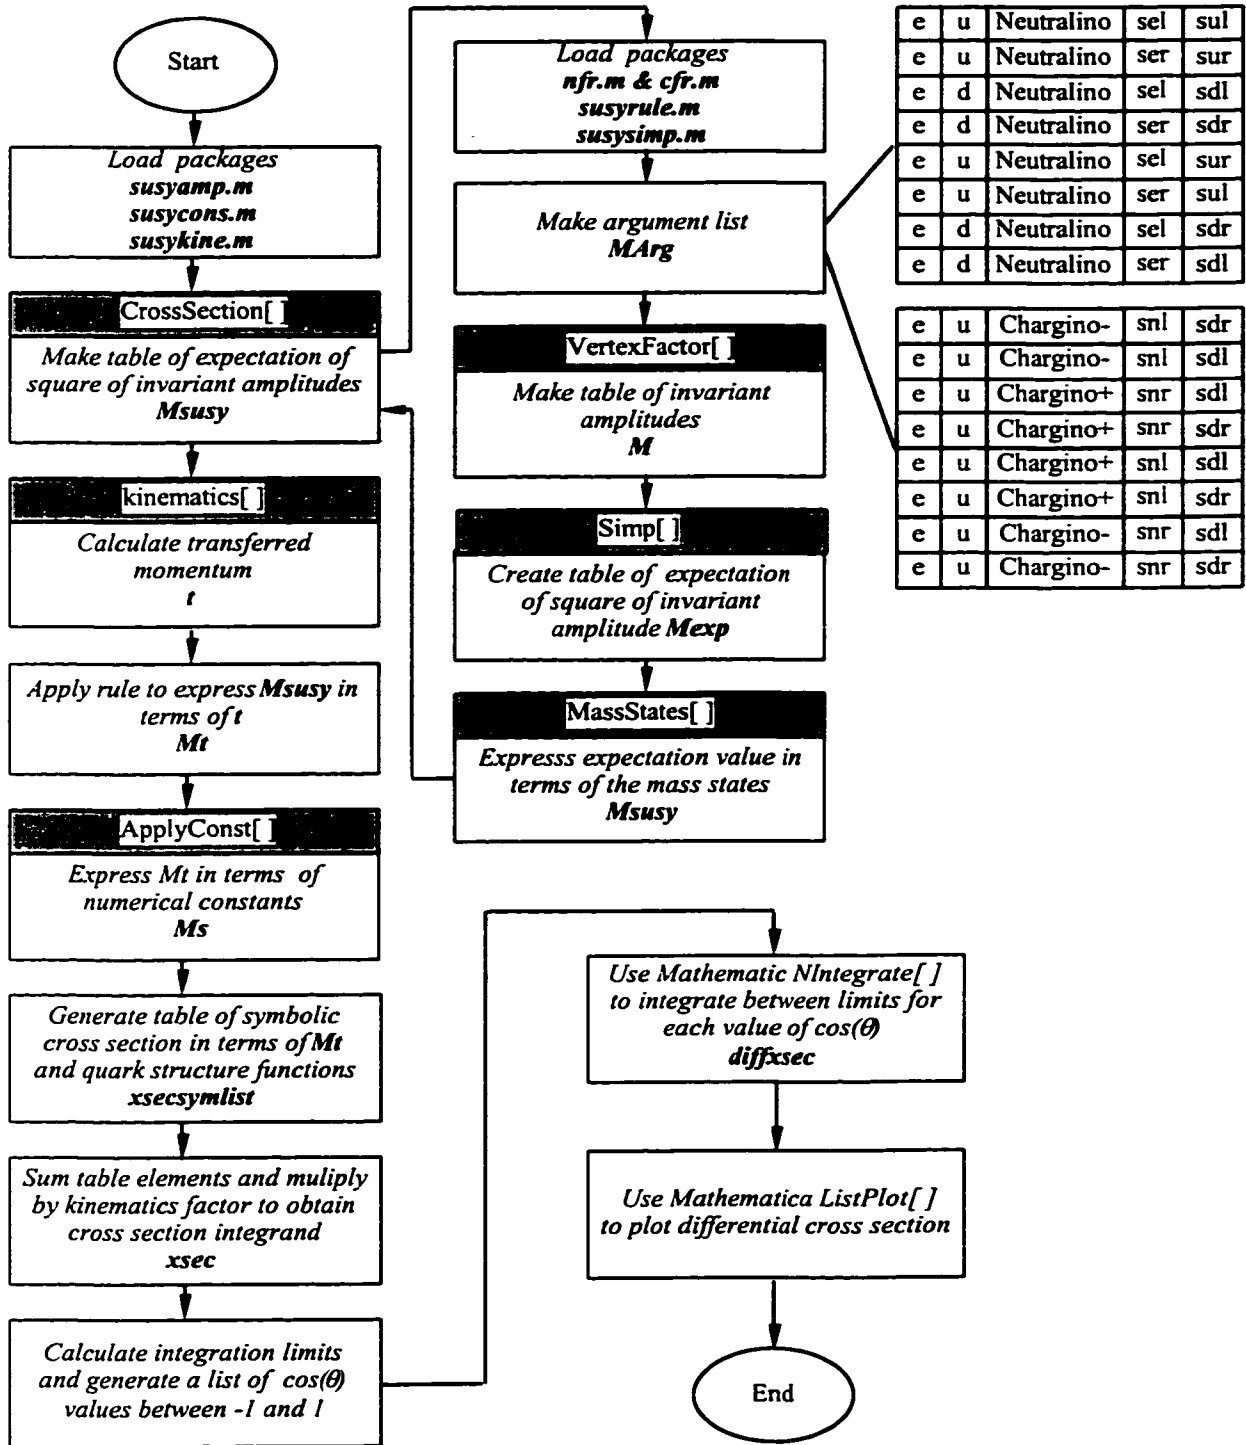 Start
Load packages
susyamp.m
susycons.m
susykine.m
CrossSection[ ]
Make table of expectation of
square of invariant amplitudes
Msusy
kinematics[ ]
Calculate transferred
momentum
t
Apply rule to express Msusy in
terms of t
Mt
ApplyConst[ ]
Express Mt in terms of
numerical constants
Ms
Generate table of symbolic
cross section in terms of Mt
and quark structure functions
xsecsymlist
Sum table elements and muliply
by kinematics factor to obtain
cross section integrand
xsec
Calculate integration limits
and generate a list of cos(θ)
values between -1 and 1
Load packages
nfr.m & cfr.m
susyrule.m
susysimp.m
Make argument list
MArg
VertexFactor[ ]
Make table of invariant
amplitudes
M
Simp[ ]
Create table of expectation
of square of invariant
amplitude Mexp
MassStates[ ]
Expresss expectation value in
terms of the mass states
Msusy
e u Neutralino sel sul
e u Neutralino ser sur
e d Neutralino sel sdl
e d Neutralino ser sdr
e u Neutralino sel sur
e u Neutralino ser sul
e d Neutralino sel sdr
e d Neutralino ser sdl
e u Chargino- snl sdr
e u Chargino- snl sdl
e u Chargino+ snr sdl
e u Chargino+ snr sdr
e u Chargino+ snl sdl
e u Chargino+ snl sdr
e u Chargino- snr sdl
e u Chargino- snr sdr
Use Mathematic NIntegrate[ ]
to integrate between limits for
each value of cos(θ)
diffxsec
Use Mathematica ListPlot[ ]
to plot differential cross section
End